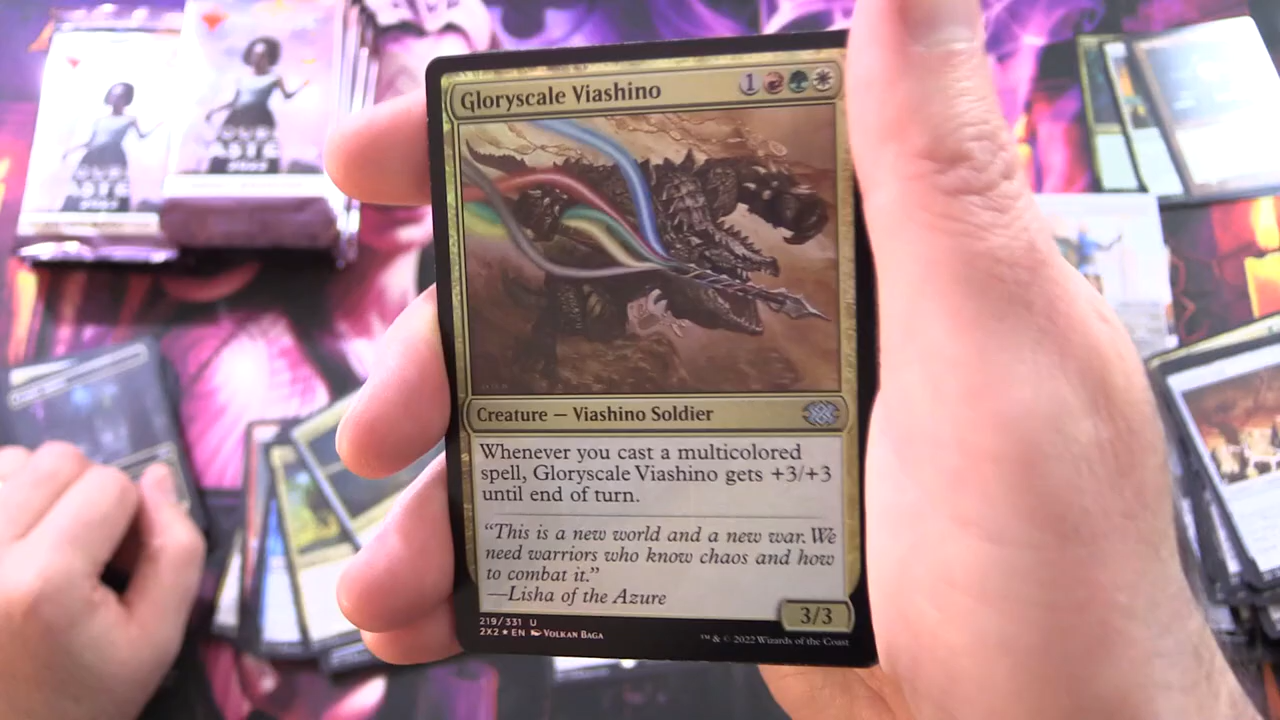 Gloryscale Viashino
1
Creature — Viashino Soldier
Whenever you cast a multicolored
spell, Gloryscale Viashino gets +3/+3
until end of turn.
“This is a new world and a new war. We
need warriors who know chaos and how
to combat it.”
—Lisha of the Azure
3/3
219/331 U
2X2 ★ EN VOLKAN BAGA
™ & © 2022 Wizards of the Coast